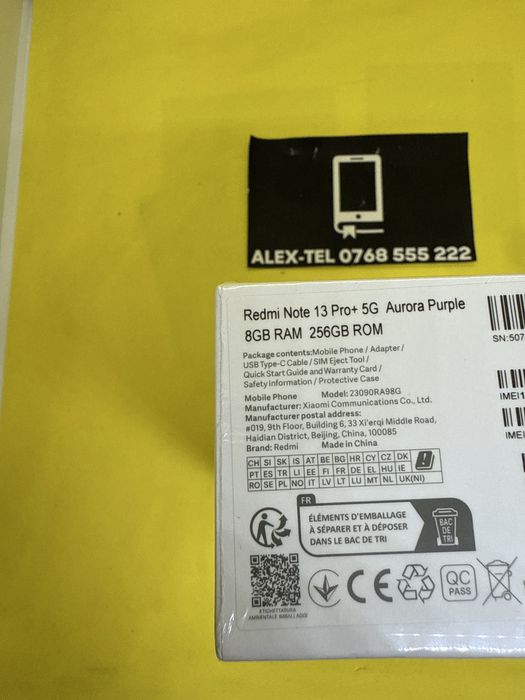 ALEX-TEL 0768 555 222
Redmi Note 13 Pro+ 5G Aurora Purple
8GB RAM 256GB ROM
Package contents:Mobile Phone / Adapter /
USB Type-C Cable / SIM Eject Tool /
Quick Start Guide and Warranty Card /
Safety Information / Protective Case
Mobile Phone Model: 23090RA98G
Manufacturer: Xiaomi Communications Co., Ltd.
Manufacturer postal address:
#019, 9th Floor, Building 6, 33 Xi'erqi Middle Road,
Haidian District, Beijing, China, 100085
Brand: Redmi Made in China
SN:507
IMEI1
IMEI
CH SI SK IS AT BE BG HR CY CZ DK
PT ES TR LI EE FI FR DE EL HU IE
RO SE PL NO IT LV LT LU MT NL UK(NI)
FR
ÉLÉMENTS D'EMBALLAGE
À SÉPARER ET À DÉPOSER
DANS LE BAC DE TRI
BAC
DE
TRI
CE
QC
PASS
ETICHETTATURA
AMBIENTALE IMBALLAGGI